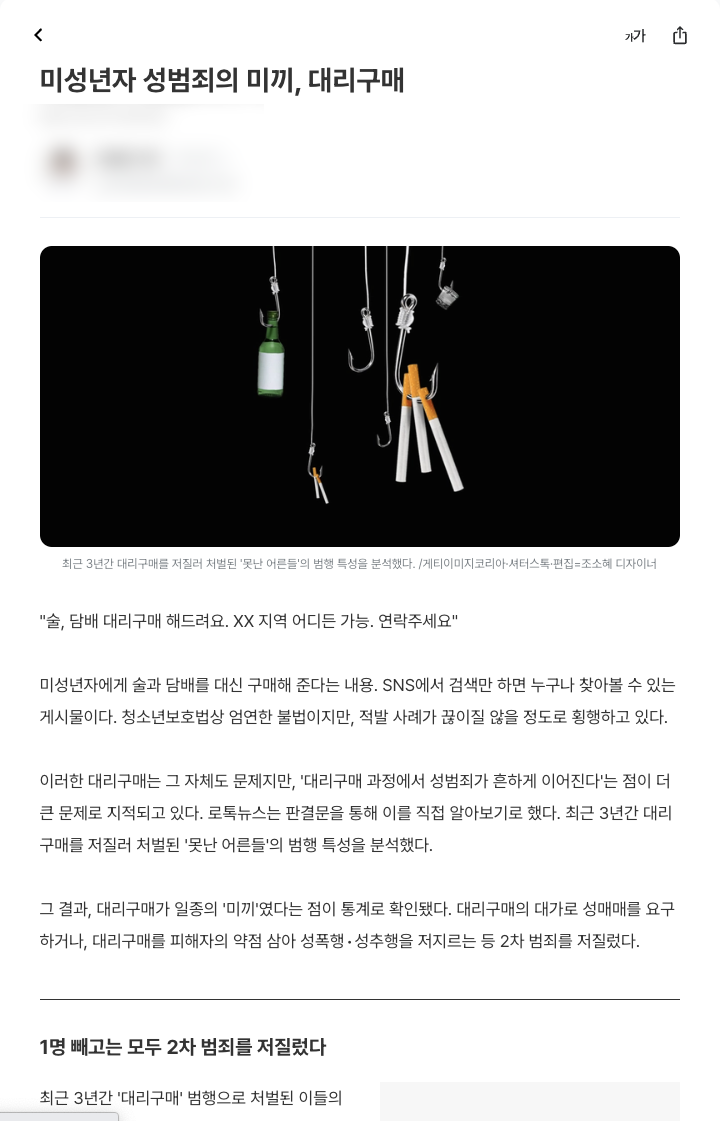 가가
미성년자 성범죄의 미끼, 대리구매
최근 3년간 대리구매를 저질러 처벌된 '못난 어른들'의 범행 특성을 분석했다. /게티이미지코리아·셔터스톡·편집=조소혜 디자이너
"술, 담배 대리구매 해드려요. XX 지역 어디든 가능. 연락주세요"
미성년자에게 술과 담배를 대신 구매해 준다는 내용. SNS에서 검색만 하면 누구나 찾아볼 수 있는
게시물이다. 청소년보호법상 엄연한 불법이지만, 적발 사례가 끊이질 않을 정도로 횡행하고 있다.
이러한 대리구매는 그 자체도 문제지만, '대리구매 과정에서 성범죄가 흔하게 이어진다'는 점이 더
큰 문제로 지적되고 있다. 로톡뉴스는 판결문을 통해 이를 직접 알아보기로 했다. 최근 3년간 대리
구매를 저질러 처벌된 '못난 어른들'의 범행 특성을 분석했다.
그 결과, 대리구매가 일종의 '미끼'였다는 점이 통계로 확인됐다. 대리구매의 대가로 성매매를 요구
하거나, 대리구매를 피해자의 약점 삼아 성폭행·성추행을 저지르는 등 2차 범죄를 저질렀다.
1명 빼고는 모두 2차 범죄를 저질렀다
최근 3년간 '대리구매' 범행으로 처벌된 이들의